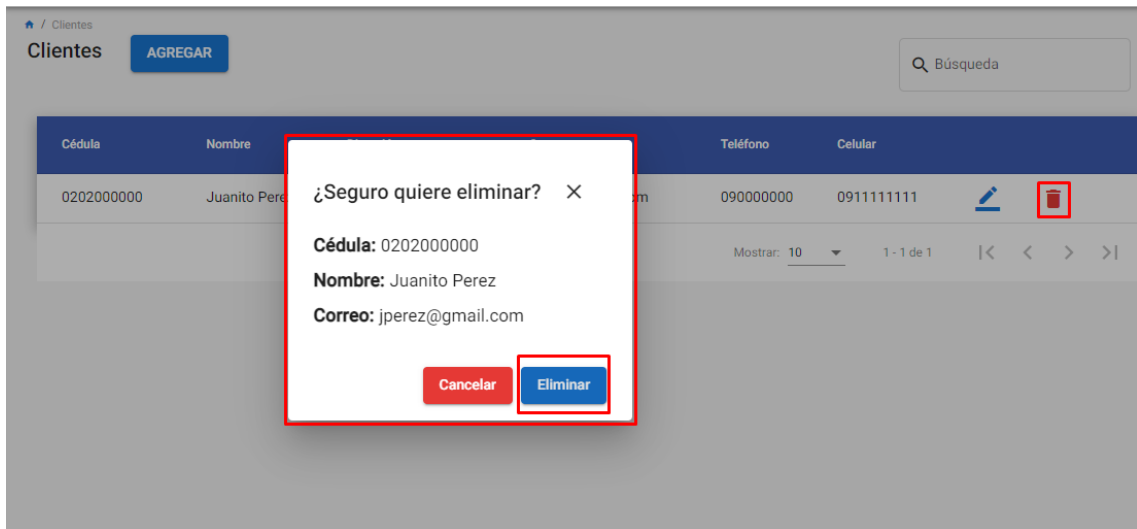 / Clientes
Clientes AGREGAR
Búsqueda
Cédula Nombre Teléfono Celular
0202000000 Juanito Pere om 090000000 0911111111
Mostrar: 10 1 - 1 de 1
¿Seguro quiere eliminar?
Cédula: 0202000000
Nombre: Juanito Perez
Correo: jperez@gmail.com
Cancelar Eliminar